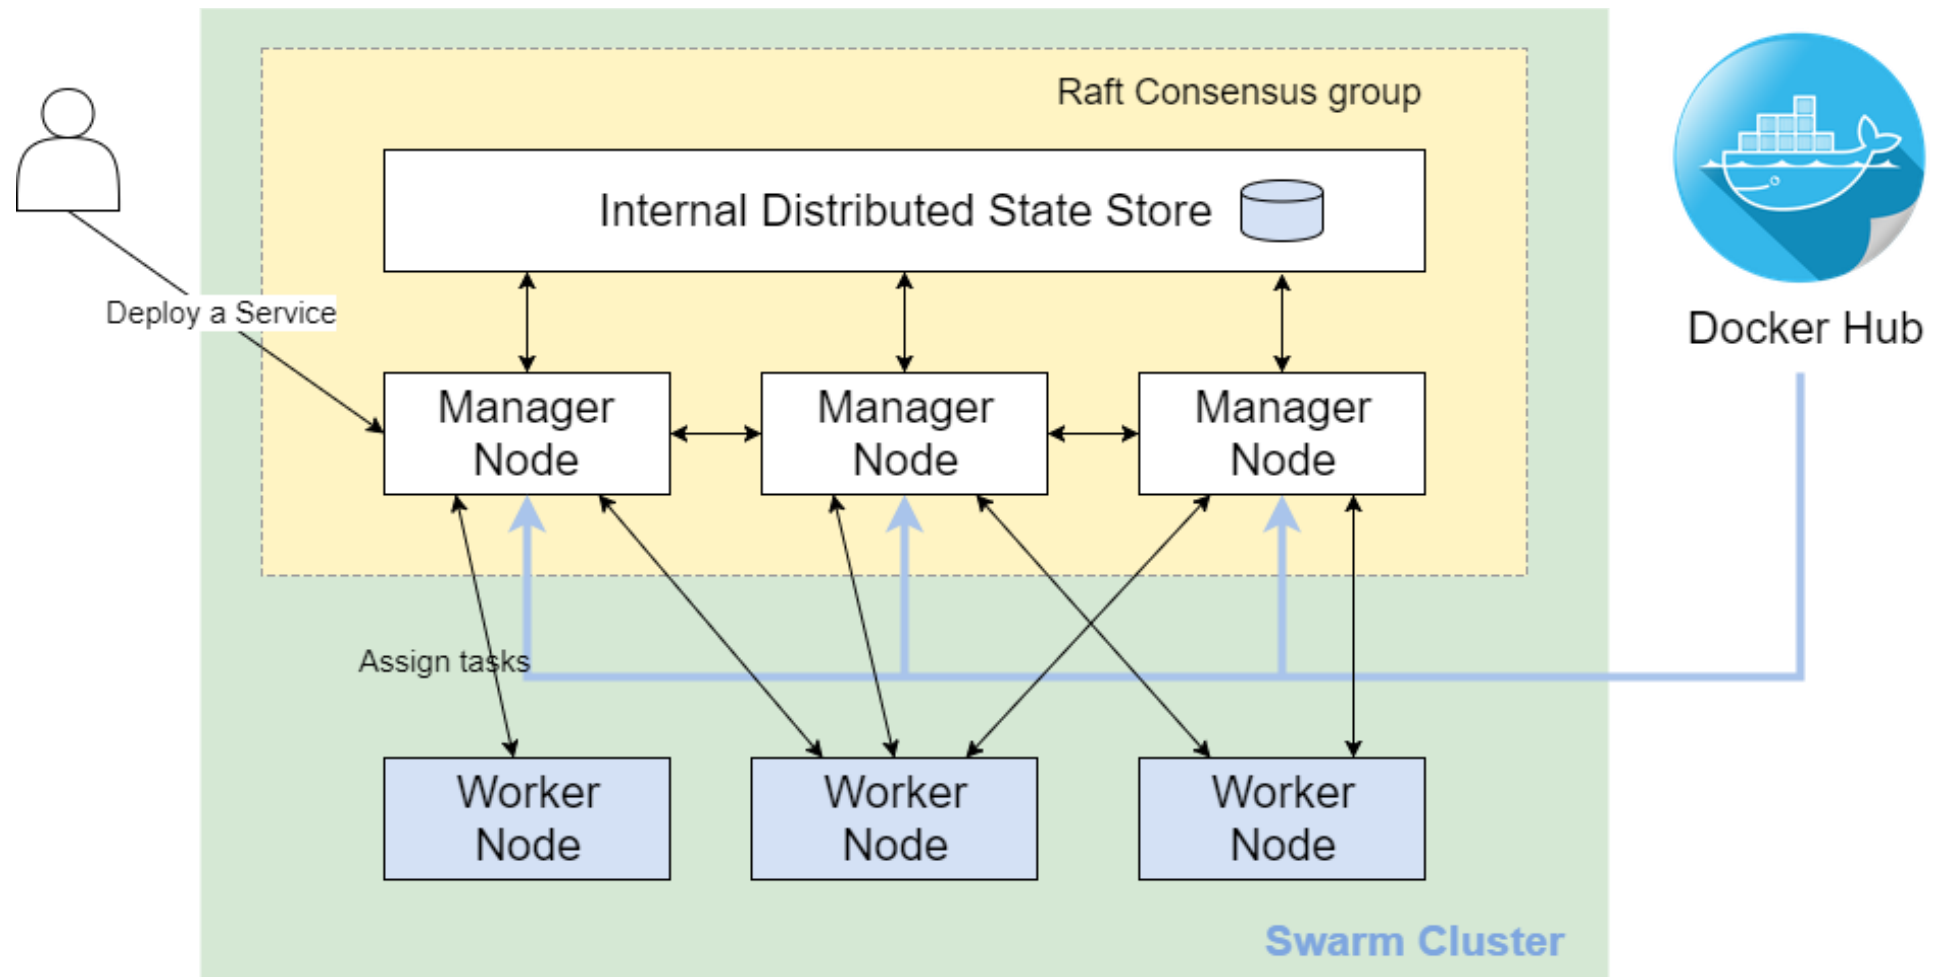 Raft Consensus group
Internal Distributed State Store
Deploy a Service
Docker Hub
Manager
Node
Manager
Node
Manager
Node
Assign tasks
Worker
Node
Worker
Node
Worker
Node
Swarm Cluster